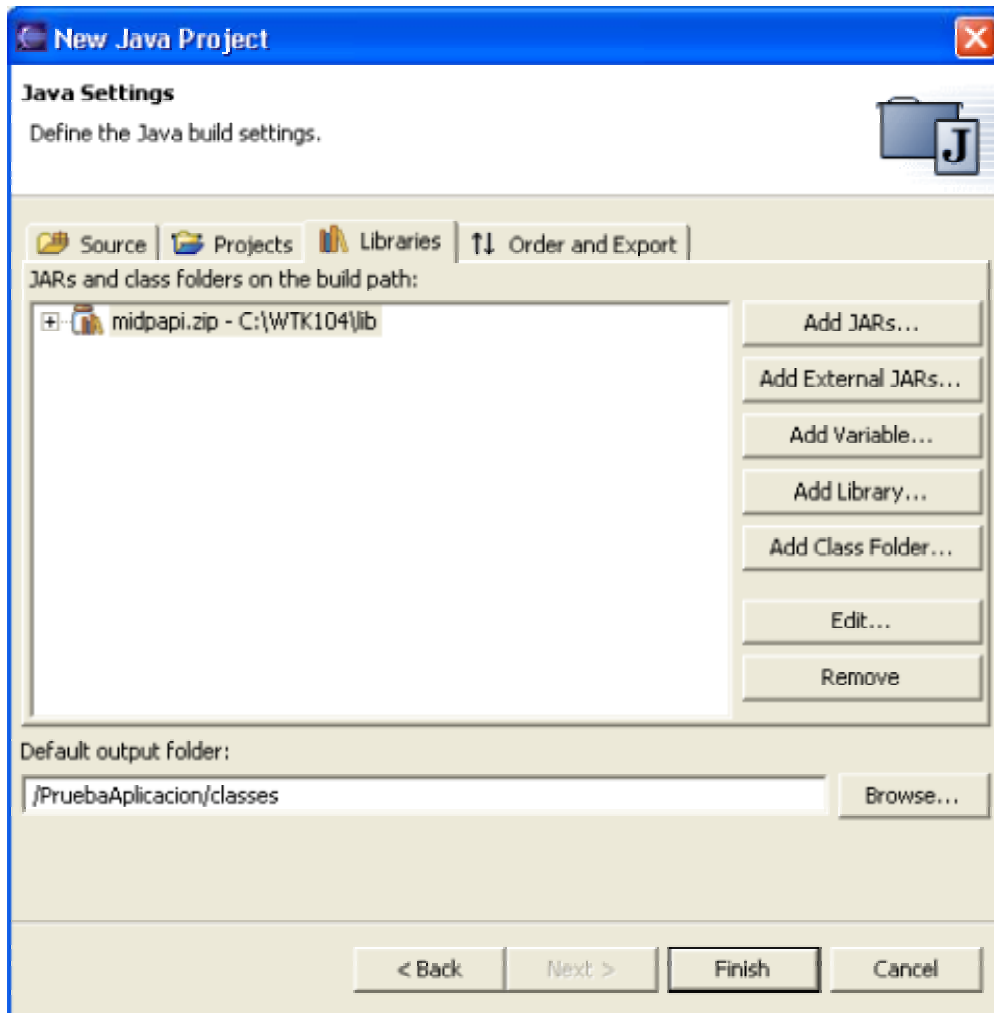 New Java Project
Java Settings
Define the Java build settings.
J
Source Projects Libraries Order and Export
JARs and class folders on the build path:
midpapi.zip - C:\WTK104\lib
Add JARs...
Add External JARs...
Add Variable...
Add Library...
Add Class Folder...
Edit...
Remove
Default output folder:
/PruebaAplicacion/classes
Browse...
< Back Next > Finish Cancel